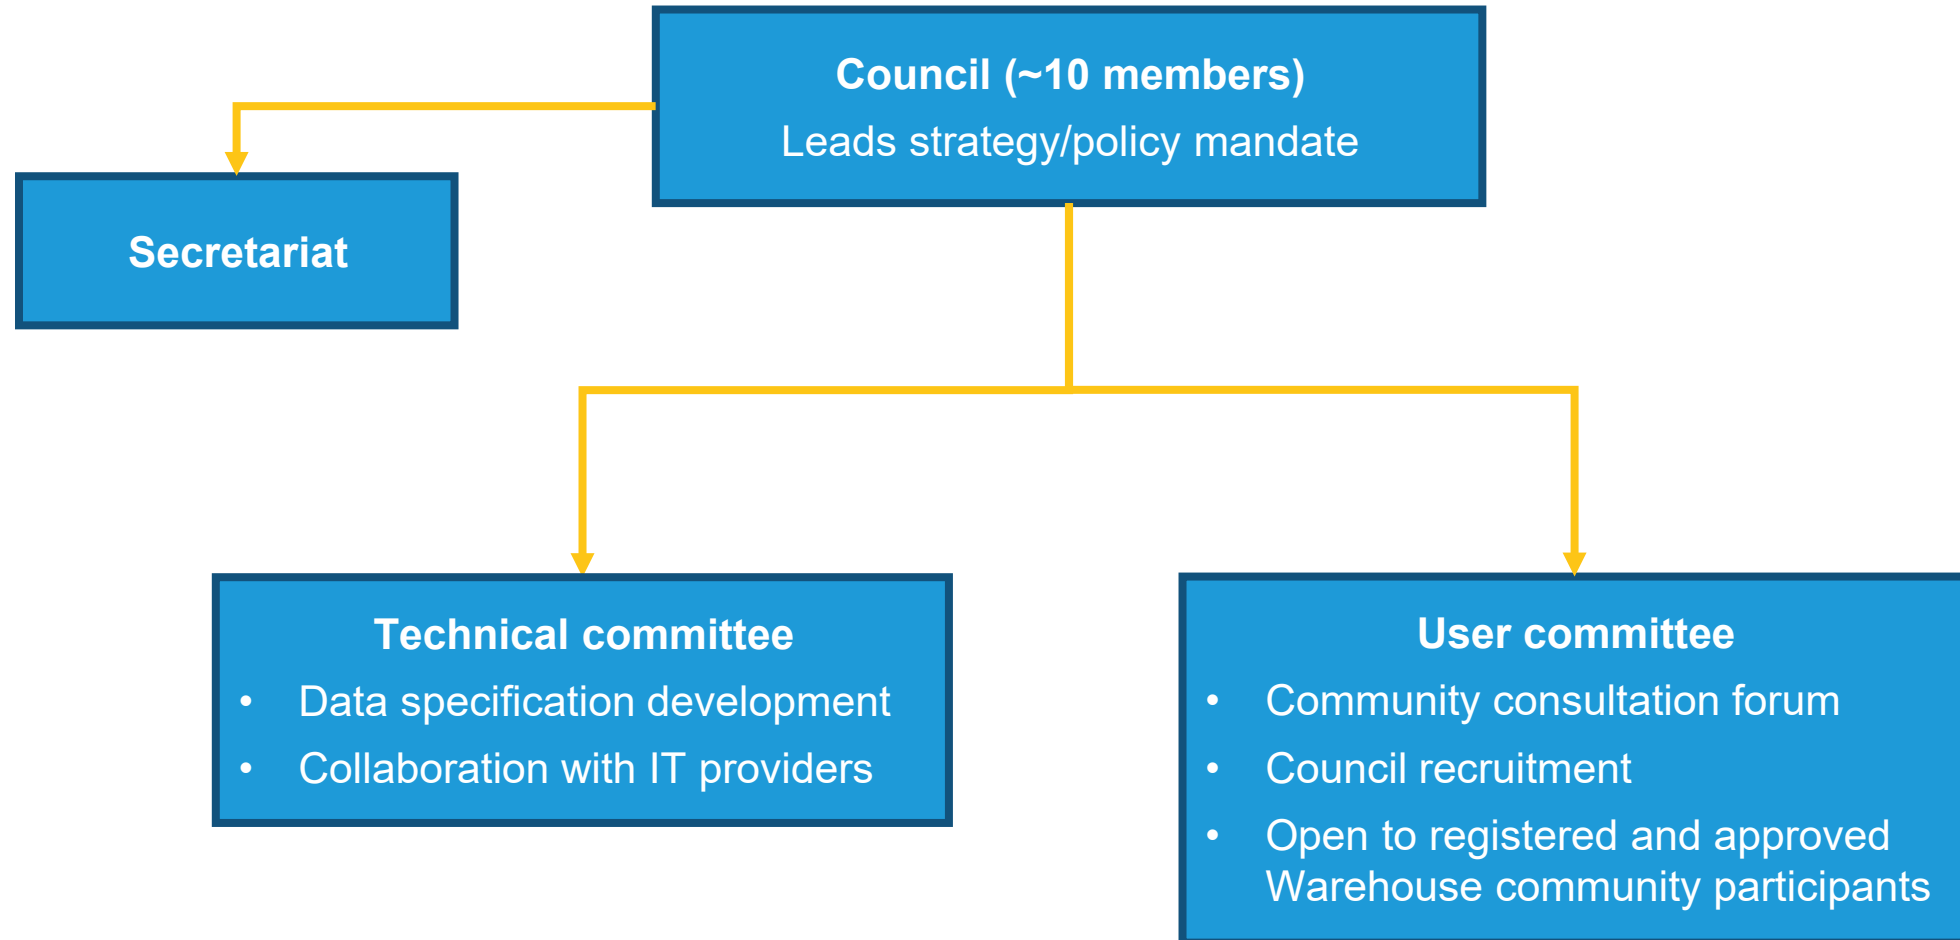 Council (~10 members)
Leads strategy/policy mandate
Secretariat
Technical committee
• Data specification development
• Collaboration with IT providers
User committee
• Community consultation forum
• Council recruitment
• Open to registered and approved
Warehouse community participants